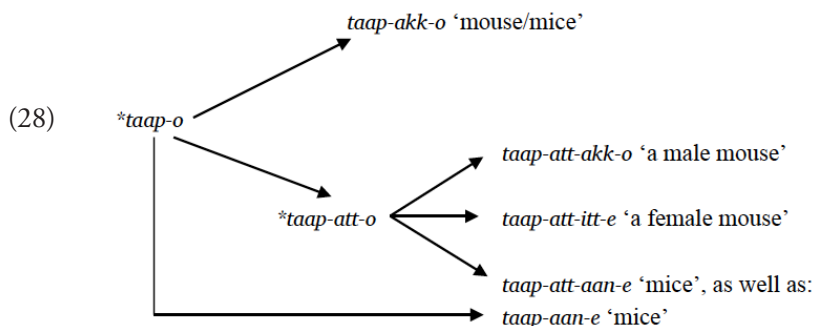 taap-akk-o ‘mouse/mice’
(28)
*taap-o
taap-att-akk-o ‘a male mouse’
*taap-att-o
taap-att-itt-e ‘a female mouse’
taap-att-aan-e ‘mice’, as well as:
taap-aan-e ‘mice’